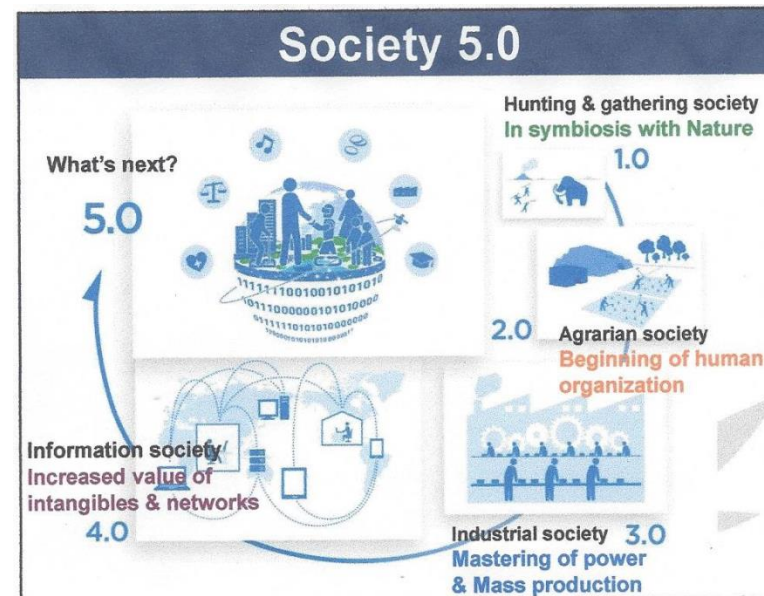 Society 5.0
Hunting & gathering society
In symbiosis with Nature
1.0
What's next?
5.0
2.0
Agrarian society
Beginning of human
organization
Information society
Increased value of
intangibles & networks
4.0
Industrial society
3.0
Mastering of power
& Mass production